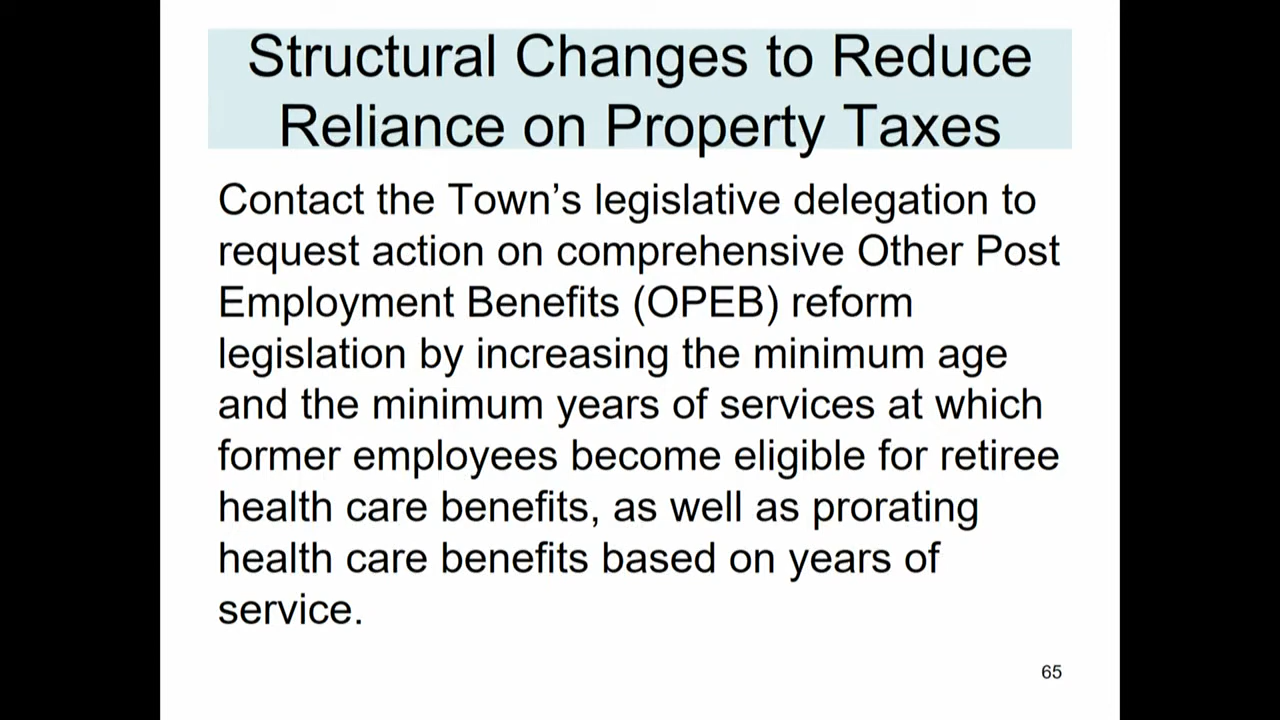 Structural Changes to Reduce
Reliance on Property Taxes
Contact the Town’s legislative delegation to
request action on comprehensive Other Post
Employment Benefits (OPEB) reform
legislation by increasing the minimum age
and the minimum years of services at which
former employees become eligible for retiree
health care benefits, as well as prorating
health care benefits based on years of
service.
65